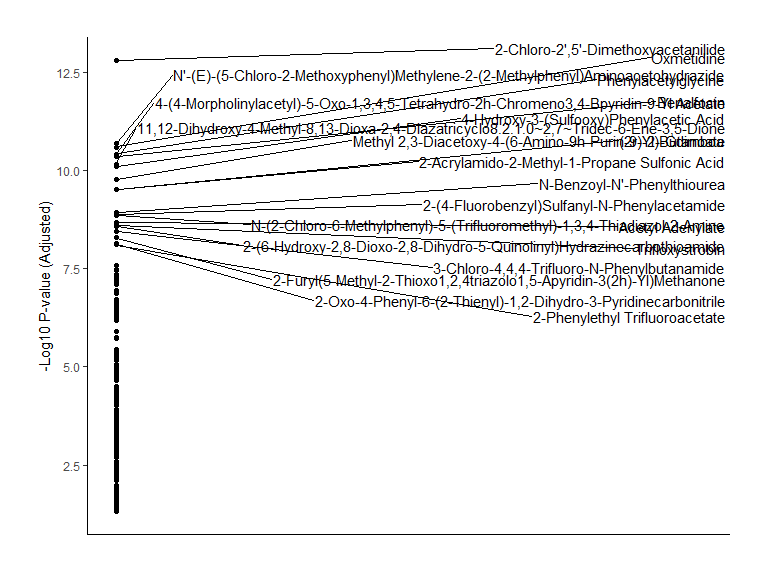 2-Chloro-2',5'-Dimethoxyacetanilide
Oxmetidine
N'-(E)-(5-Chloro-2-Methoxyphenyl)Methylene-2-(2-Methylphenyl)Aminoacetohydrazide
Phenylacetylglycine
4-(4-Morpholinylacetyl)-5-Oxo-1,3,4,5-Tetrahydro-2h-Chromeno3,4-Bpyridin-9-Yl Acetate
4-Hydroxy-3-(Sulfooxy)Phenylacetic Acid
11,12-Dihydroxy-4-Methyl-8,13-Dioxa-2,4-Diazatricyclo8.2.1.0~2,7~Tridec-6-Ene-3,5-Dione
Methyl 2,3-Diacetoxy-4-(6-Amino-9h-Purin-9-Yl)Butanoate
2-Acrylamido-2-Methyl-1-Propane Sulfonic Acid
N-Benzoyl-N'-Phenylthiourea
2-(4-Fluorobenzyl)Sulfanyl-N-Phenylacetamide
N-(2-Chloro-6-Methylphenyl)-5-(Trifluoromethyl)-1,3,4-Thiadiazol-2-Amine
Acetyl Adenylate
2-(6-Hydroxy-2,8-Dioxo-2,8-Dihydro-5-Quinolinyl)Hydrazinecarbothioamide
Trifloxystrobin
3-Chloro-4,4,4-Trifluoro-N-Phenylbutanamide
2-Furyl(5-Methyl-2-Thioxo1,2,4triazolo1,5-Apyridin-3(2h)-Yl)Methanone
2-Oxo-4-Phenyl-6-(2-Thienyl)-1,2-Dihydro-3-Pyridinecarbonitrile
2-Phenylethyl Trifluoroacetate
12.5
10.0
7.5
5.0
2.5
-Log10 P-value (Adjusted)